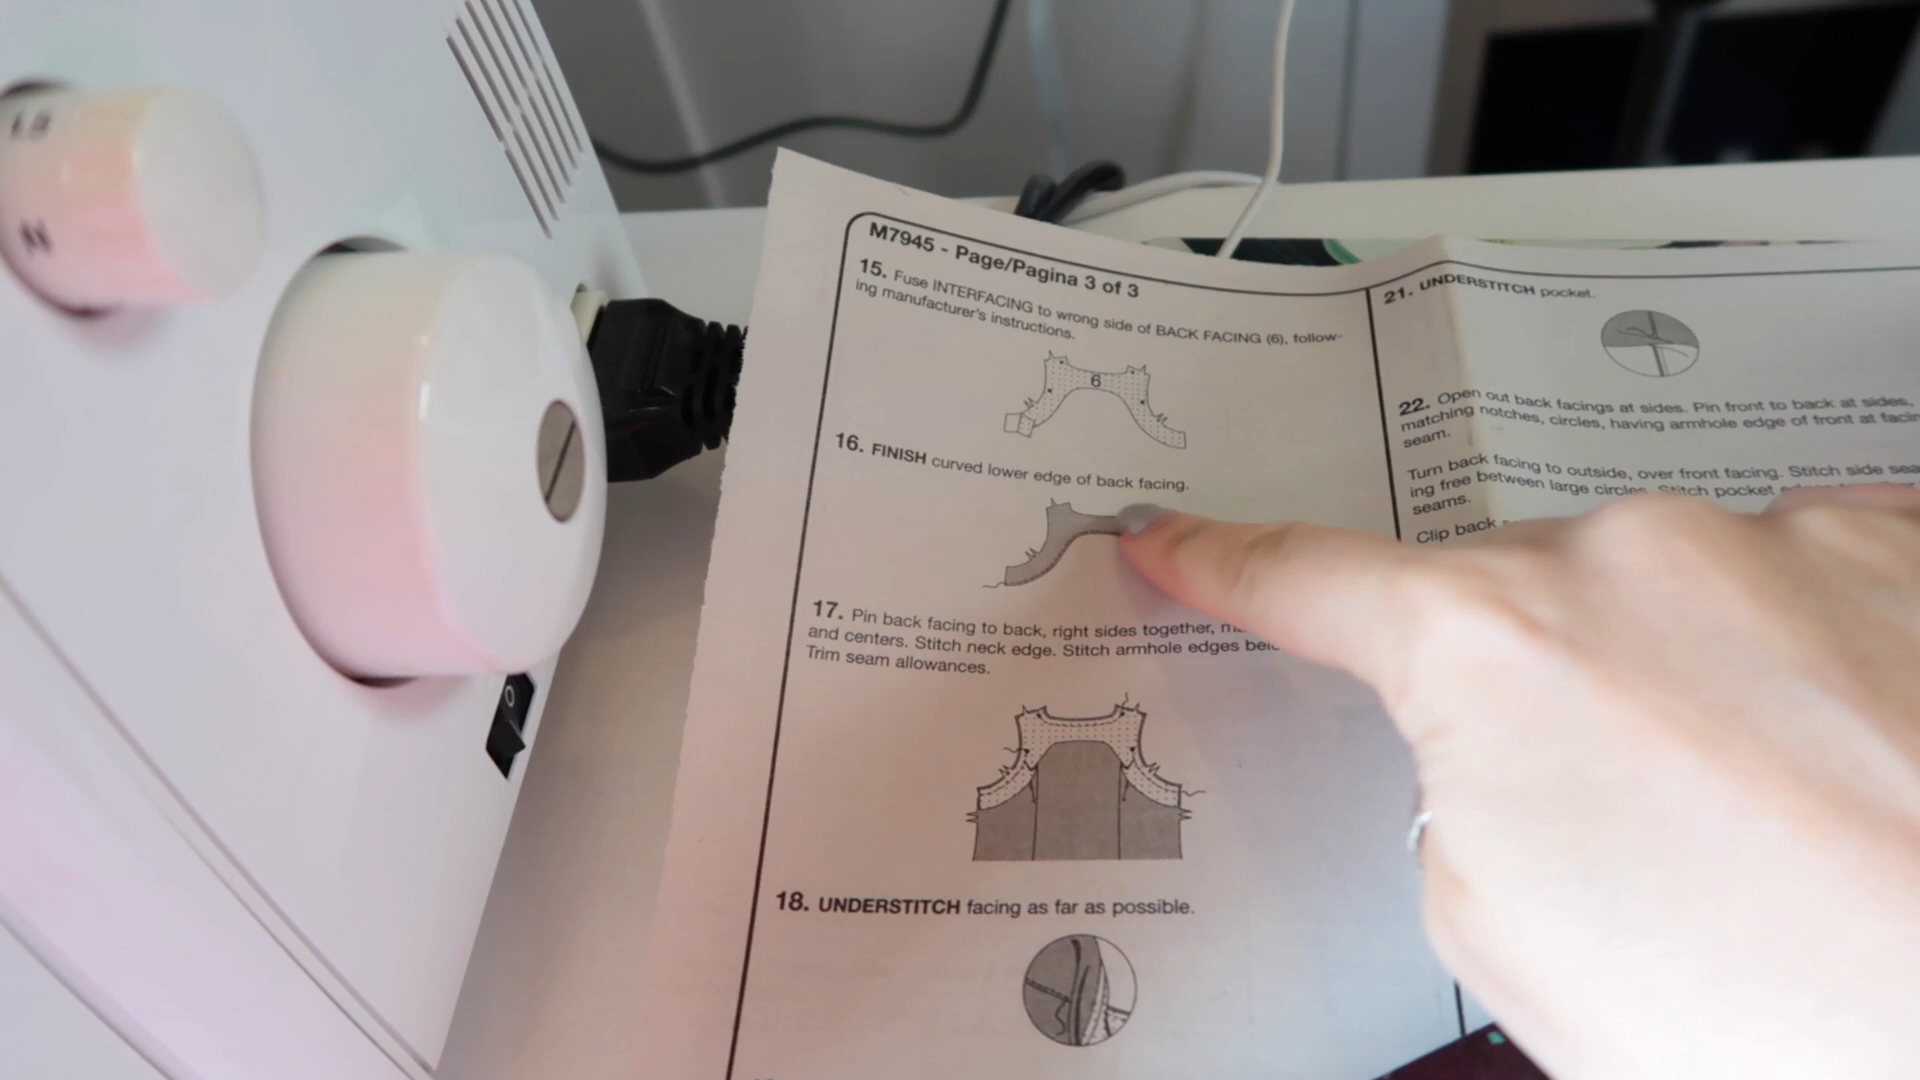 M7945 - Page/Pagina 3 of 3
15. Fuse INTERFACING to wrong side of BACK FACING (6), follow-
ing manufacturer's instructions.
6
16. FINISH curved lower edge of back facing.
17. Pin back facing to back, right sides together,
and centers. Stitch neck edge. Stitch armhole edges
Trim seam allowances.
18. UNDERSTITCH facing as far as possible.
21. UNDERSTITCH pocket.
22. Open out back facings at sides. Pin front to back at sides,
matching notches, circles, having armhole edge of front at
seam.
Turn back facing to outside, over front facing. Stitch side
ing free between large circles. Stitch pocket
seams.
Clip back
O